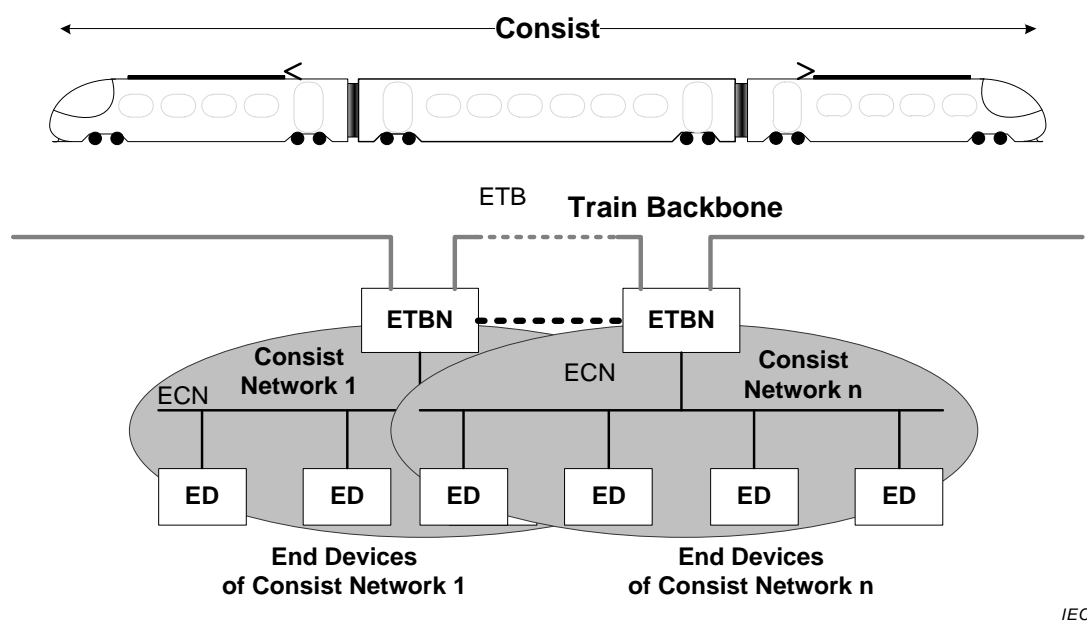 Consist
ETB
Train Backbone
ETBN
ETBN
Consist
Network 1
ECN
ECN
Consist
Network n
ED
ED
ED
ED
ED
ED
End Devices
of Consist Network 1
End Devices
of Consist Network n
IEC